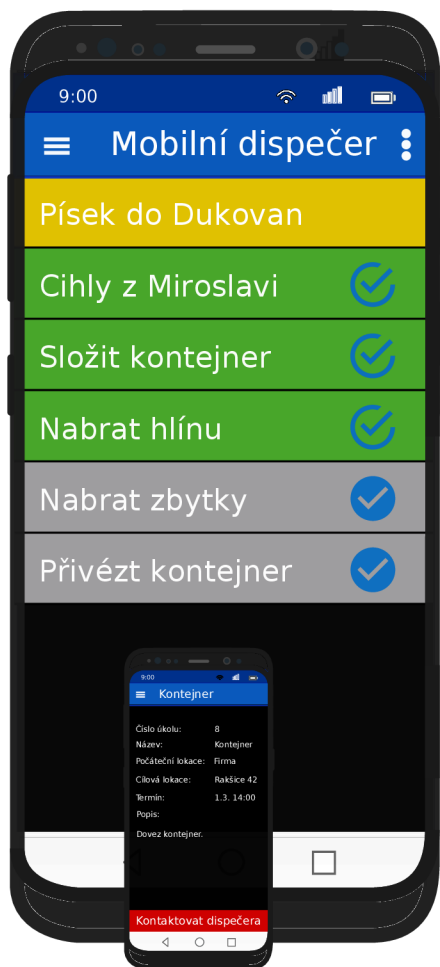 9:00
Mobilní dispečer
Písek do Dukovan
Cihly z Miroslavi
Složit kontejner
Nabrat hlínu
Nabrat zbytky
Přivézt kontejner
9:00
Kontejner
Číslo úkolu: 8
Název: Kontejner
Počáteční lokace: Firma
Cílová lokace: Rakšice 42
Termín: 1.3. 14:00
Popis:
Dovez kontejner.
Kontaktovat dispečera